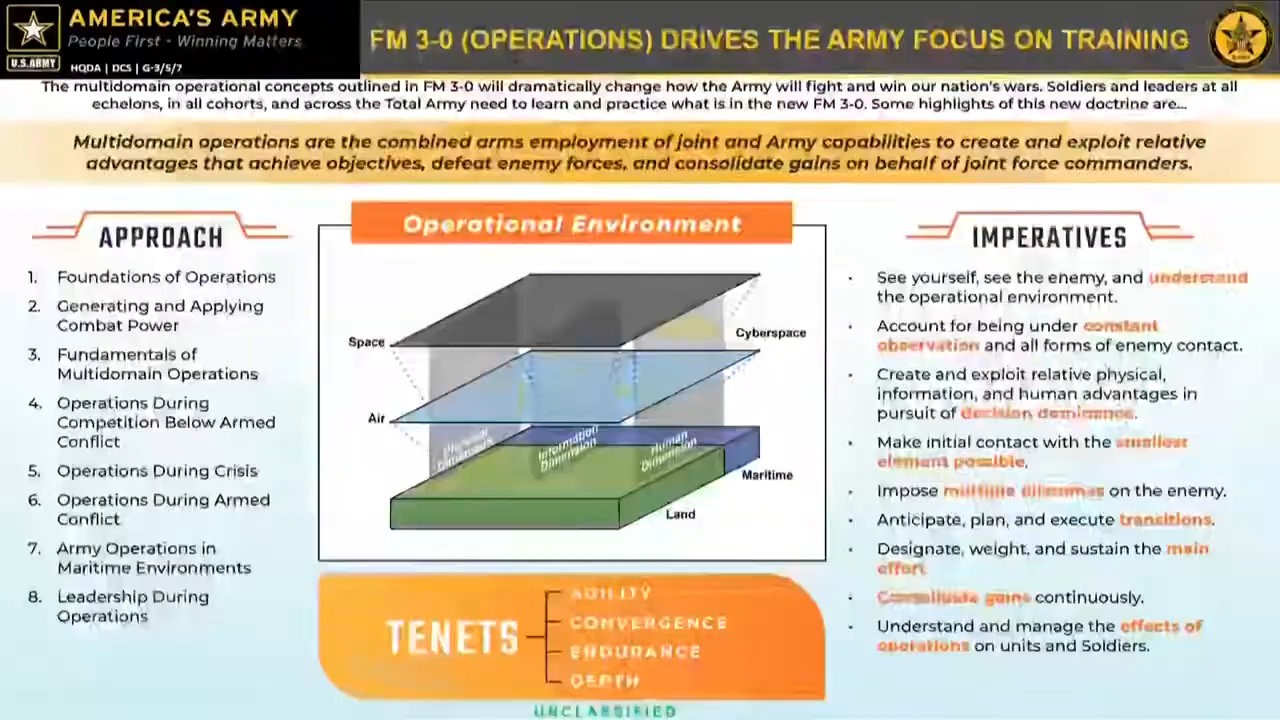 AMERICA'S ARMY
People First - Winning Matters
U.S. ARMY
HQDA | DCS | G-3/5/7
FM 3-0 (OPERATIONS) DRIVES THE ARMY FOCUS ON TRAINING
The multidomain operational concepts outlined in FM 3-0 will dramatically change how the Army will fight and win our nation's wars. Soldiers and leaders at all
echelons, in all cohorts, and across the Total Army need to learn and practice what is in the new FM 3-0. Some highlights of this new doctrine are...
Multidomain operations are the combined arms employment of joint and Army capabilities to create and exploit relative
advantages that achieve objectives, defeat enemy forces, and consolidate gains on behalf of joint force commanders.
APPROACH
1. Foundations of Operations
2. Generating and Applying
Combat Power
3. Fundamentals of
Multidomain Operations
4. Operations During
Competition Below Armed
Conflict
5. Operations During Crisis
6. Operations During Armed
Conflict
7. Army Operations in
Maritime Environments
8. Leadership During
Operations
Operational Environment
Space
Cyberspace
Air
Physical
Dimension
Information
Dimension
Human
Dimension
Maritime
Land
TENETS
AGILITY
CONVERGENCE
ENDURANCE
DEPTH
IMPERATIVES
· See yourself, see the enemy, and understand
the operational environment.
· Account for being under constant
observation and all forms of enemy contact.
· Create and exploit relative physical,
information, and human advantages in
pursuit of decision dominance.
· Make initial contact with the smallest
element possible.
· Impose multiple dilemmas on the enemy.
· Anticipate, plan, and execute transitions.
· Designate, weight, and sustain the main
effort.
· Consolidate gains continuously.
· Understand and manage the effects of
operations on units and Soldiers.
UNCLASSIFIED